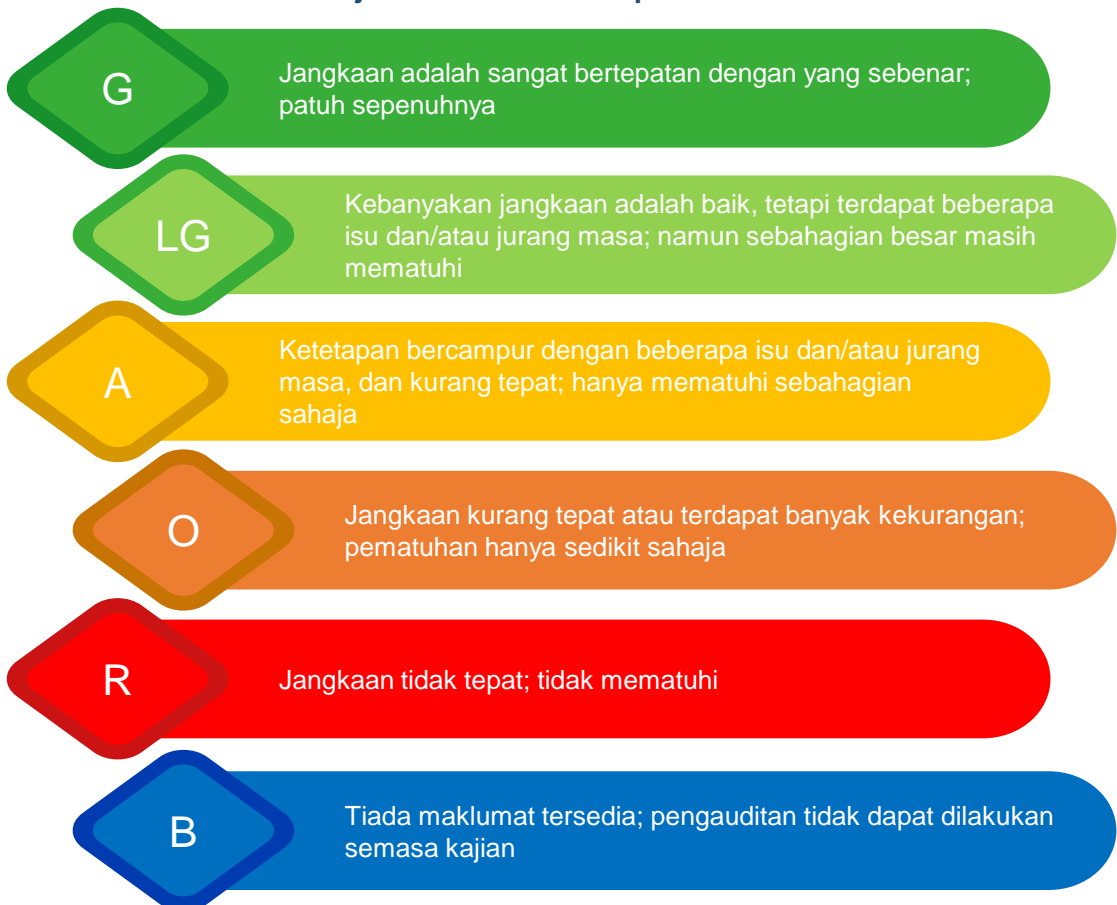 G
Jangkaan adalah sangat bertepatan dengan yang sebenar;
patuh sepenuhnya
LG
Kebanyakan jangkaan adalah baik, tetapi terdapat beberapa
isu dan/atau jurang masa; namun sebahagian besar masih
mematuhi
A
Ketetapan bercampur dengan beberapa isu dan/atau jurang
masa, dan kurang tepat; hanya mematuhi sebahagian
sahaja
O
Jangkaan kurang tepat atau terdapat banyak kekurangan;
pematuhan hanya sedikit sahaja
R
Jangkaan tidak tepat; tidak mematuhi
B
Tiada maklumat tersedia; pengauditan tidak dapat dilakukan
semasa kajian